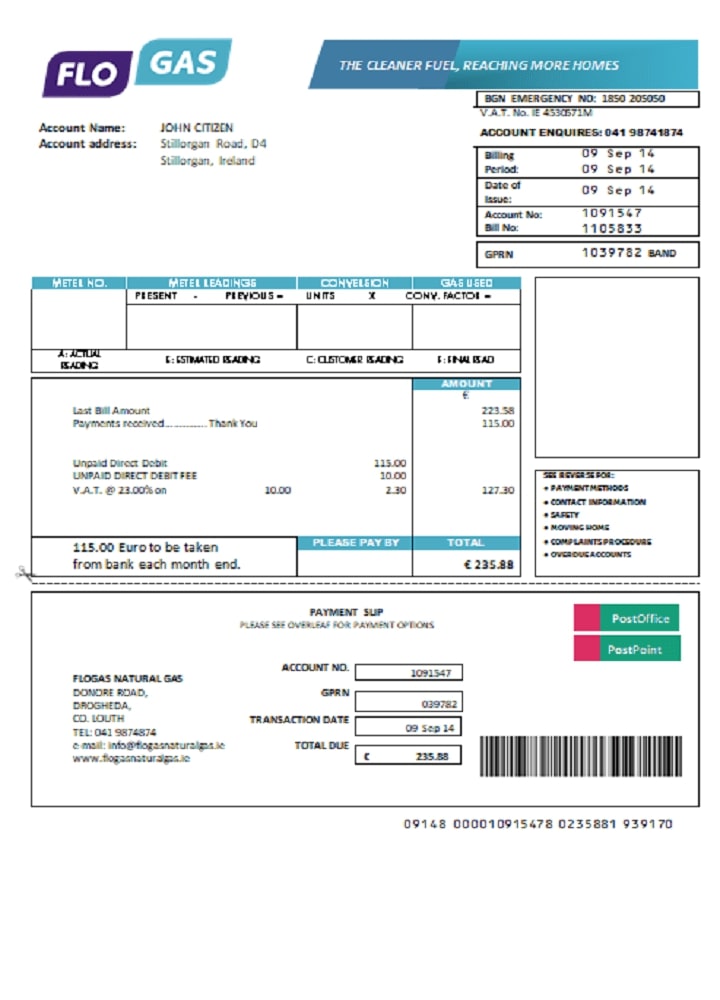 FLO GAS
THE CLEANER FUEL, REACHING MORE HOMES
BGN EMERGENCY NO: 1850 205050
V.A.T. No. IE 4530571M
ACCOUNT ENQUIRES: 041 98741874
Account Name: JOHN CITIZEN
Account address: Stillorgan Road, D4
Stillorgan, Ireland
Billing 09 Sep 14
Period: 09 Sep 14
Date of
Issue: 09 Sep 14
Account No: 1091547
Bill No: 1105833
GPRN 1039782 BAND
METEL NO. METEL LEADINGS CONVELSION GAS USED
PRESENT - PREVIOUS = UNITS X CONV. FACTOR =
A: ACTUAL
READING
E: ESTIMATED READING C: CUSTOMER READING F: FINAL READ
AMOUNT
€
Last Bill Amount 223.58
Payments received.............. Thank You 115.00
Unpaid Direct Debit 115.00
UNPAID DIRECT DEBIT FEE 10.00
V.A.T. @ 23.00% on 10.00 2.30 127.30
SEE REVERSE FOR:
• PAYMENT METHODS
• CONTACT INFORMATION
• SAFETY
• MOVING HOME
• COMPLAINTS PROCEDURE
• OVERDUE ACCOUNTS
115.00 Euro to be taken
from bank each month end.
PLEASE PAY BY TOTAL
€ 235.88
PAYMENT SLIP
PLEASE SEE OVERLEAF FOR PAYMENT OPTIONS
PostOffice
PostPoint
FLOGAS NATURAL GAS
DONORE ROAD,
DROGHEDA,
CO. LOUTH
TEL: 041 9874874
e-mail: info@flogasnaturalgas.ie
www.flogasnaturalgas.ie
ACCOUNT NO. 1091547
GPRN 039782
TRANSACTION DATE 09 Sep 14
TOTAL DUE € 235.88
09148 000010915478 0235881 939170